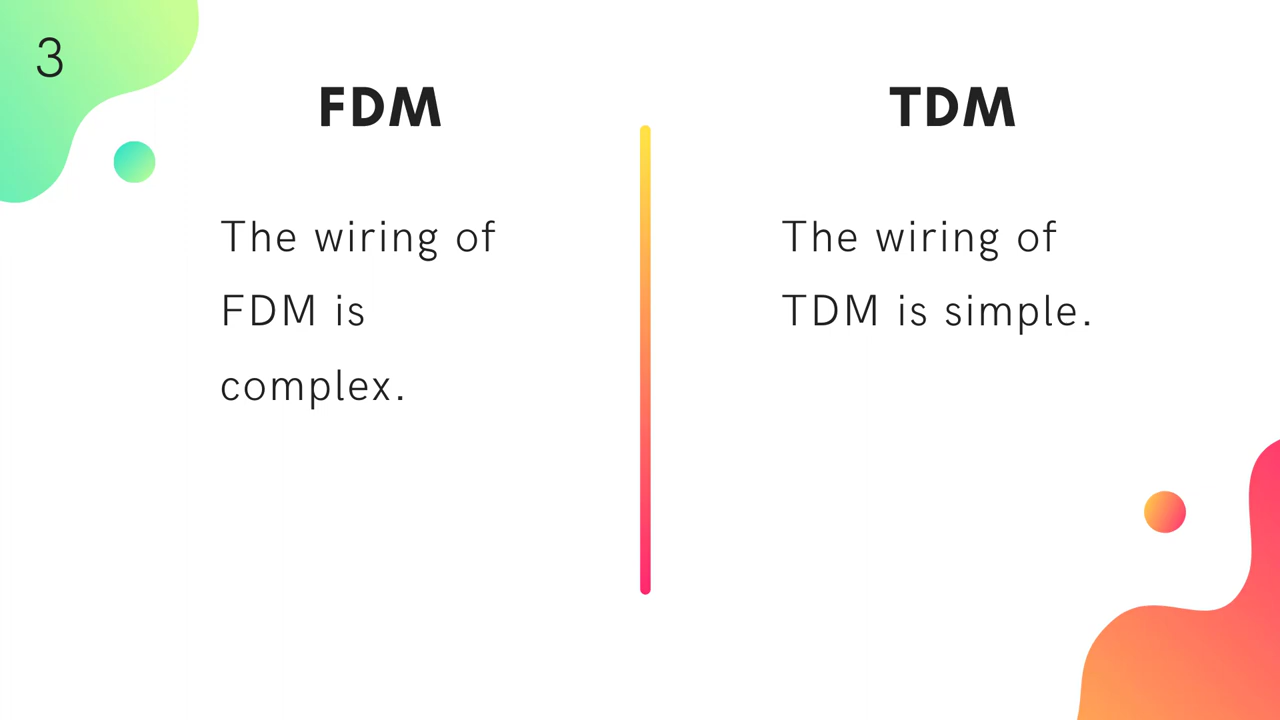 3
FDM
The wiring of
FDM is
complex.
TDM
The wiring of
TDM is simple.